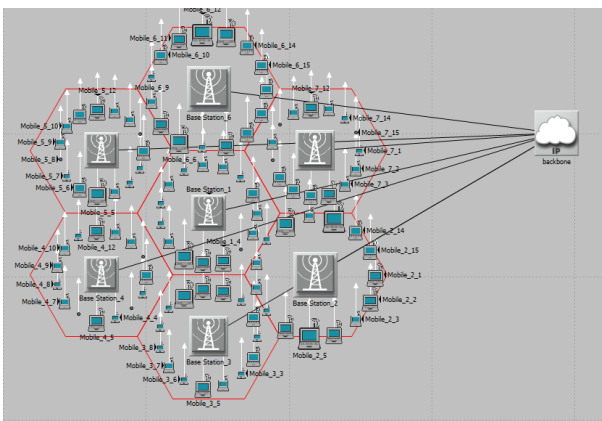 Mobile_6_12
Mobile_6_11
Mobile_6_14
Mobile_6_10
Mobile_6_15
Mobile_6_9
Mobile_5_12
Mobile_7_12
Base Station_6
Mobile_7_14
Mobile_5_10
Mobile_7_15
Mobile_5_9
IP
Mobile_7_1
Mobile_5_8
Mobile_6_6
backbone
Mobile_7_2
Mobile_5_7
Mobile_7_3
Mobile_5_6
Base Station_1
Mobile_5_5
Mobile_2_14
Mobile_4_12
Mobile_1_4
Mobile_4_10
Mobile_2_15
Mobile_4_9
Mobile_2_1
Mobile_4_8
Base Station_4
Mobile_2_2
Base Station_2
Mobile_4_7
Mobile_4_4
Mobile_2_3
Mobile_4_5
Mobile_3_8
Mobile_2_5
Base Station_3
Mobile_3_7
Mobile_3_3
Mobile_3_6
Mobile_3_5